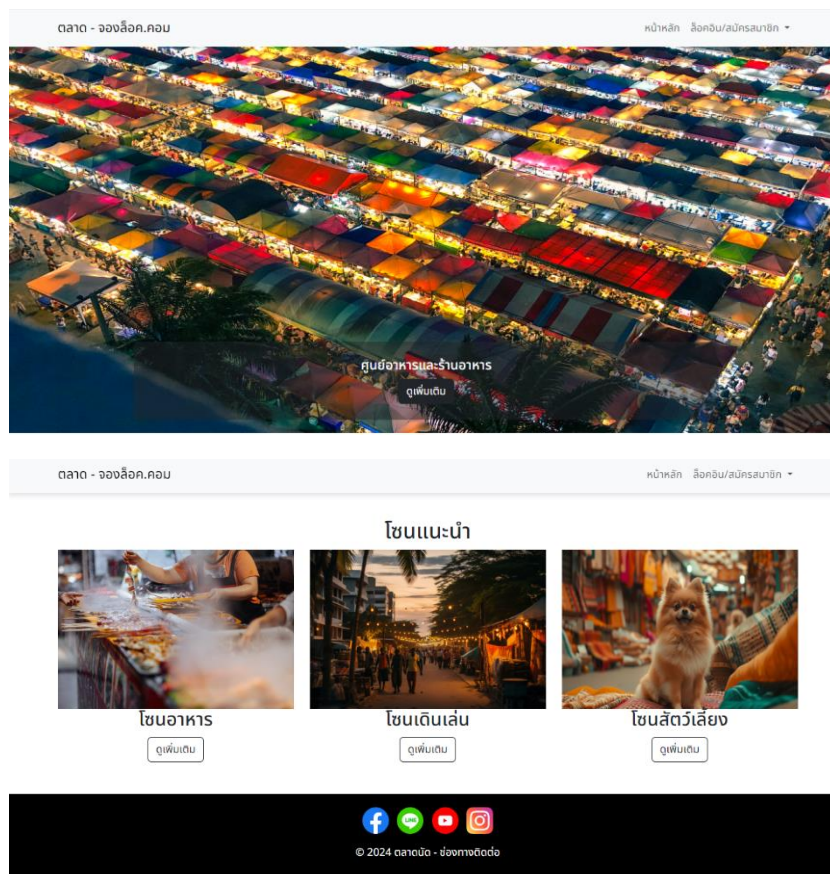 ตลาด - จองล็อค.คอม
หน้าหลัก ล็อคอิน/สมัครสมาชิก
ศูนย์อาหารและร้านอาหาร
ดูเพิ่มเติม
ตลาด - จองล็อค.คอม
หน้าหลัก ล็อคอิน/สมัครสมาชิก
โซนแนะนำ
โซนอาหาร โซนเดินเล่น โซนสัตว์เลี้ยง
ดูเพิ่มเติม ดูเพิ่มเติม ดูเพิ่มเติม
LINE
© 2024 ตลาดนัด - ช่องทางติดต่อ